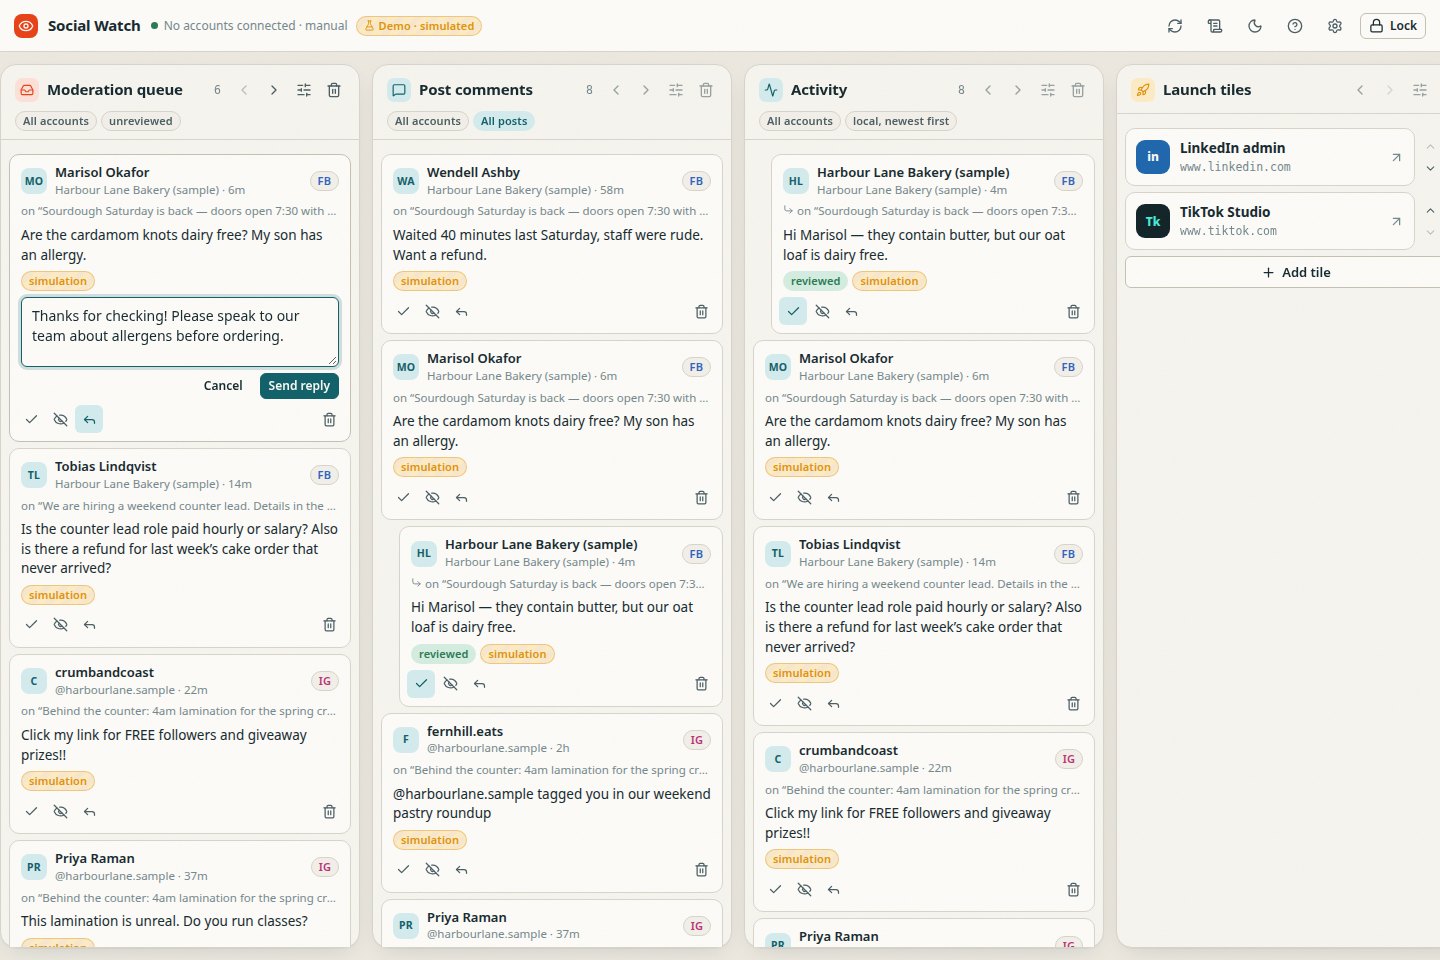 Social Watch
No accounts connected · manual
Demo · simulated
Lock
Moderation queue
6
All accounts
unreviewed
MO
Marisol Okafor
Harbour Lane Bakery (sample) · 6m
FB
on “Sourdough Saturday is back — doors open 7:30 with ...
Are the cardamom knots dairy free? My son has
an allergy.
simulation
Thanks for checking! Please speak to our
team about allergens before ordering.
Cancel
Send reply
TL
Tobias Lindqvist
Harbour Lane Bakery (sample) · 14m
FB
on “We are hiring a weekend counter lead. Details in the ...
Is the counter lead role paid hourly or salary? Also
is there a refund for last week’s cake order that
never arrived?
simulation
C
crumbandcoast
@harbourlane.sample · 22m
IG
on “Behind the counter: 4am lamination for the spring cr...
Click my link for FREE followers and giveaway
prizes!!
simulation
PR
Priya Raman
@harbourlane.sample · 37m
IG
on “Behind the counter: 4am lamination for the spring cr...
This lamination is unreal. Do you run classes?
simulation
Post comments
8
All accounts
All posts
WA
Wendell Ashby
Harbour Lane Bakery (sample) · 58m
FB
on “Sourdough Saturday is back — doors open 7:30 with ...
Waited 40 minutes last Saturday, staff were rude.
Want a refund.
simulation
MO
Marisol Okafor
Harbour Lane Bakery (sample) · 6m
FB
on “Sourdough Saturday is back — doors open 7:30 with ...
Are the cardamom knots dairy free? My son has
an allergy.
simulation
HL
Harbour Lane Bakery (sample)
Harbour Lane Bakery (sample) · 4m
FB
on “Sourdough Saturday is back — doors open 7:3...
Hi Marisol — they contain butter, but our oat
loaf is dairy free.
reviewed
simulation
F
fernhill.eats
@harbourlane.sample · 2h
IG
on “Behind the counter: 4am lamination for the spring cr...
@harbourlane.sample tagged you in our weekend
pastry roundup
simulation
PR
Priya Raman
@harbourlane.sample · 37m
IG
Activity
8
All accounts
local, newest first
HL
Harbour Lane Bakery (sample)
Harbour Lane Bakery (sample) · 4m
FB
on “Sourdough Saturday is back — doors open 7:3...
Hi Marisol — they contain butter, but our oat
loaf is dairy free.
reviewed
simulation
MO
Marisol Okafor
Harbour Lane Bakery (sample) · 6m
FB
on “Sourdough Saturday is back — doors open 7:30 with ...
Are the cardamom knots dairy free? My son has
an allergy.
simulation
TL
Tobias Lindqvist
Harbour Lane Bakery (sample) · 14m
FB
on “We are hiring a weekend counter lead. Details in the ...
Is the counter lead role paid hourly or salary? Also
is there a refund for last week’s cake order that
never arrived?
simulation
C
crumbandcoast
@harbourlane.sample · 22m
IG
on “Behind the counter: 4am lamination for the spring cr...
Click my link for FREE followers and giveaway
prizes!!
simulation
PR
Priya Raman
IG
Launch tiles
in
LinkedIn admin
www.linkedin.com
Tk
TikTok Studio
www.tiktok.com
Add tile